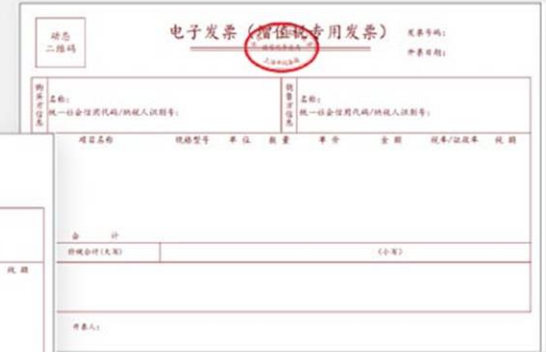 动态
二维码
电子发票（增值税专用发票）
发票号码：
开票日期：
购买方信息
名称：
统一社会信用代码/纳税人识别号：
销售方信息
名称：
统一社会信用代码/纳税人识别号：
项目名称 规格型号 单位 数量 单价 金额 税率/征收率 税额
合计
价税合计(大写) (小写)
开票人：
税额